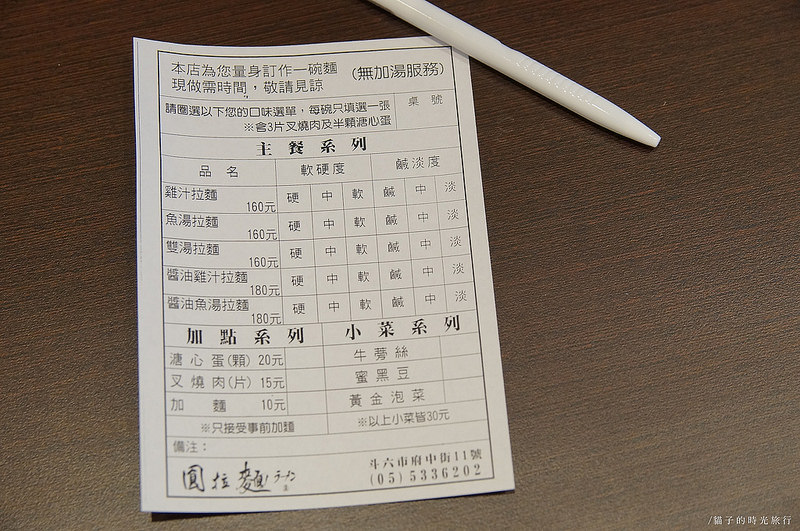 本店為您量身訂作一碗麵 (無加湯服務)
現做需時間,敬請見諒
請圈選以下您的口味選單,每碗只填選一張 桌 號
※含3片叉燒肉及半顆溏心蛋
主 餐 系 列
品 名 軟硬度 鹹淡度
雞汁拉麵 160元 硬 中 軟 鹹 中 淡
魚湯拉麵 160元 硬 中 軟 鹹 中 淡
雙湯拉麵 160元 硬 中 軟 鹹 中 淡
醬油雞汁拉麵 180元 硬 中 軟 鹹 中 淡
醬油魚湯拉麵 180元 硬 中 軟 鹹 中 淡
加 點 系 列 小 菜 系 列
溏 心 蛋(顆) 20元 牛 蒡 絲
叉 燒 肉(片) 15元 蜜 黑 豆
加 麵 10元 黃 金 泡 菜
※只接受事前加麵 ※以上小菜皆30元
備注:
圓拉麵 ラーメン 斗六市府中街11號
(05)5336202
/貓子的時光旅行